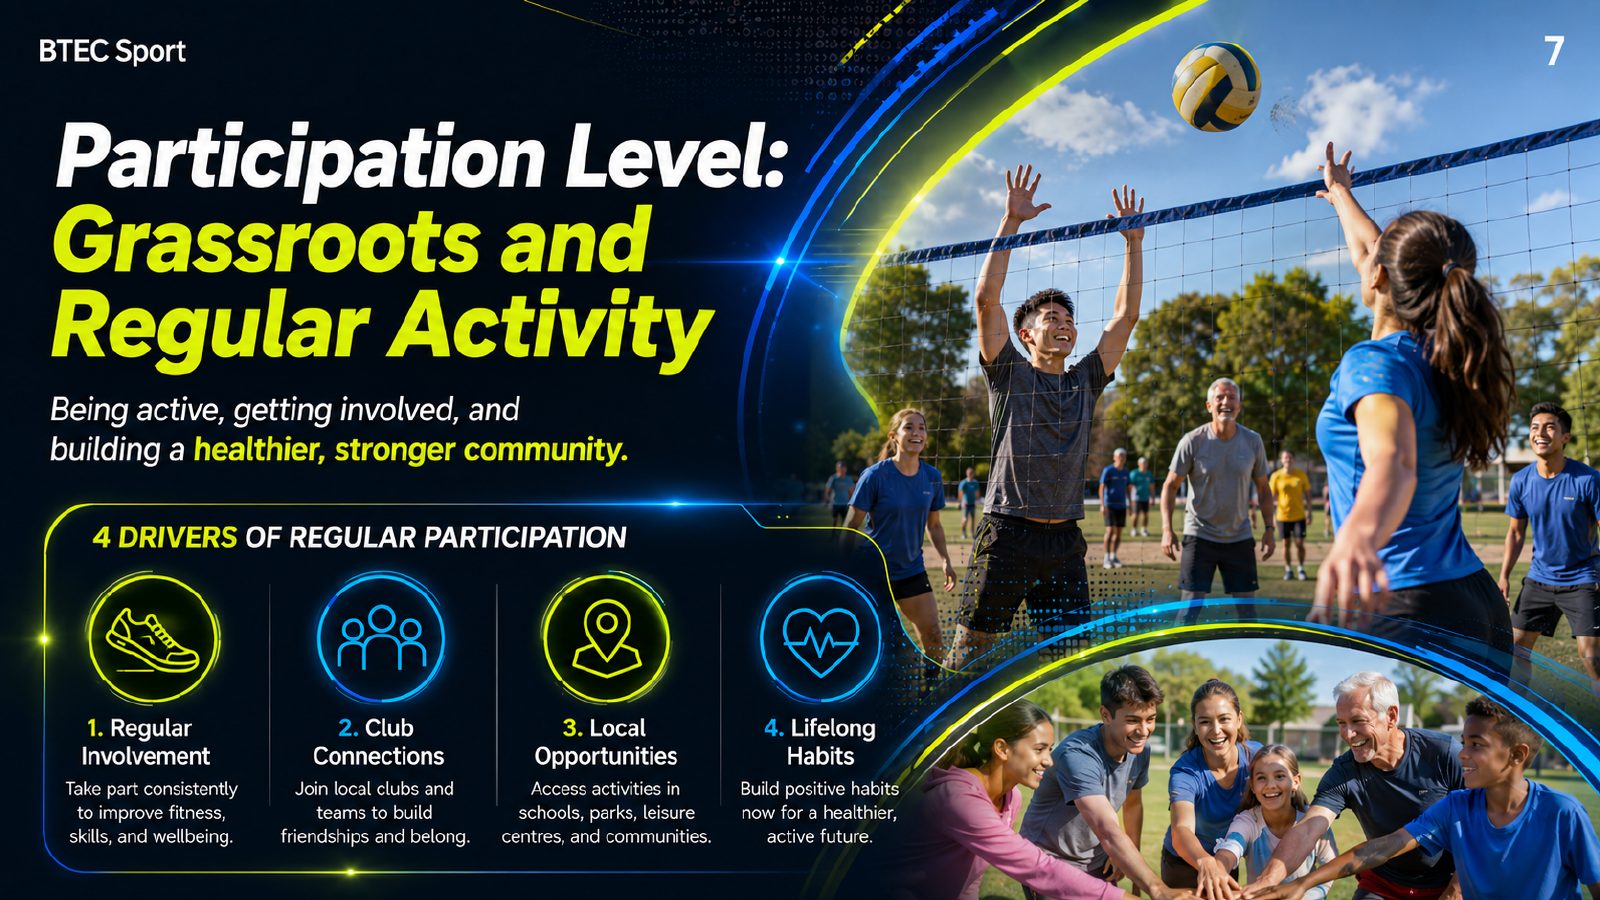 BTEC Sport
7
Participation Level:
Grassroots and
Regular Activity
Being active, getting involved, and
building a healthier, stronger community.
4 DRIVERS OF REGULAR PARTICIPATION
1. Regular
Involvement
Take part consistently
to improve fitness,
skills, and wellbeing.
2. Club
Connections
Join local clubs and
teams to build
friendships and belong.
3. Local
Opportunities
Access activities in
schools, parks, leisure
centres, and communities.
4. Lifelong
Habits
Build positive habits
now for a healthier,
active future.